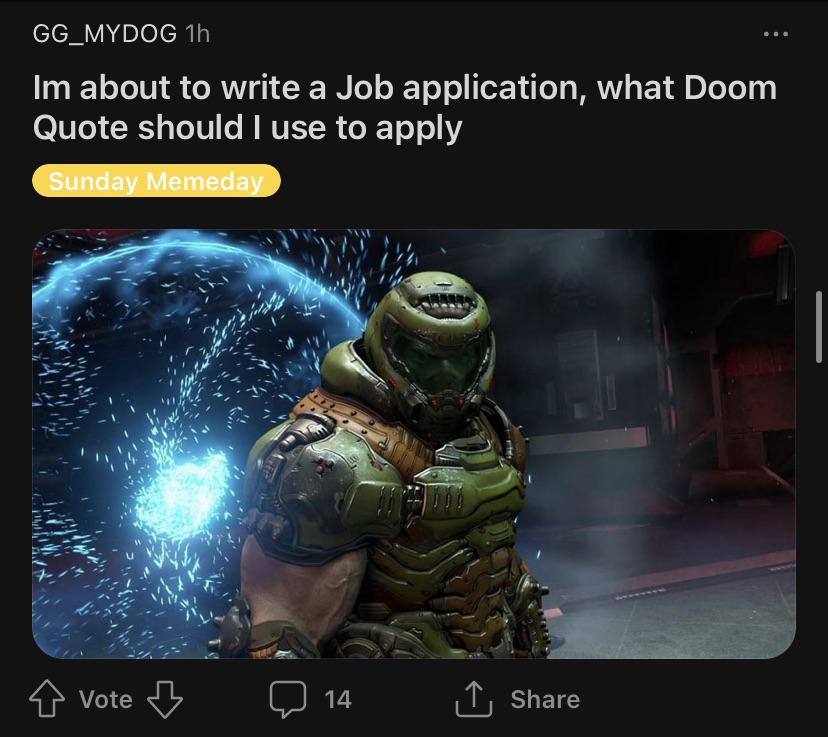 GG_MYDOG 1h
Im about to write a Job application, what Doom
Quote should I use to apply
Sunday Memeday
Vote
14
Share